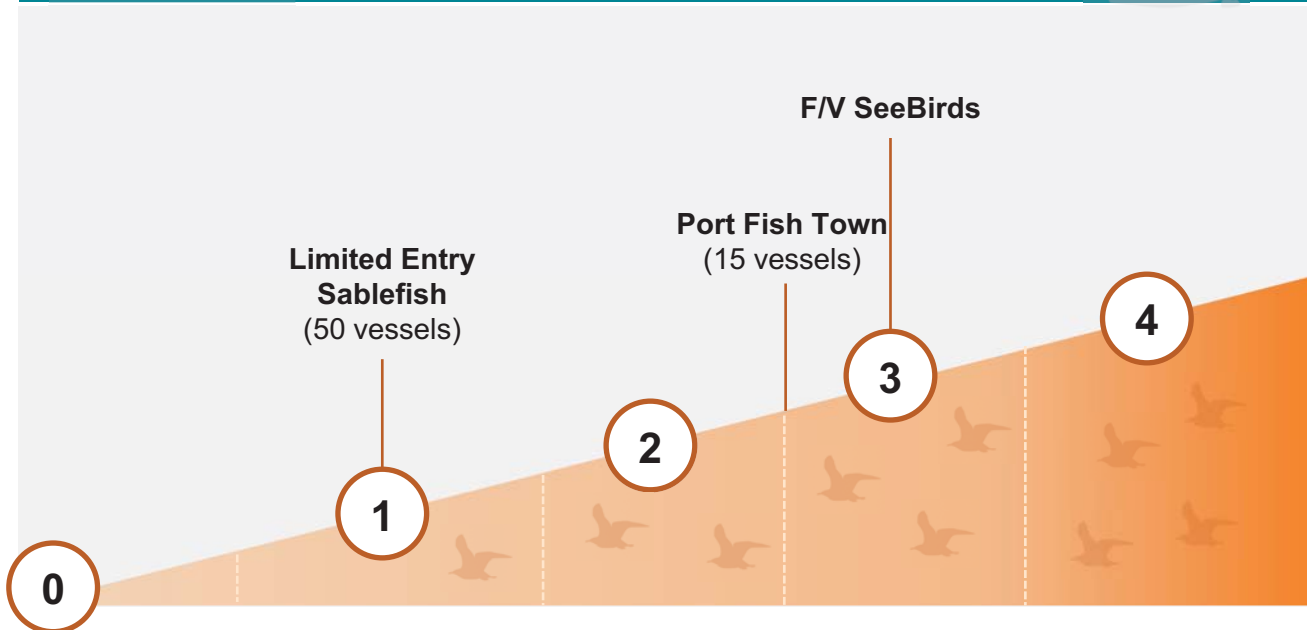 F/V SeeBirds
Port Fish Town
(15 vessels)
Limited Entry
Sablefish
(50 vessels)
0
1
2
3
4